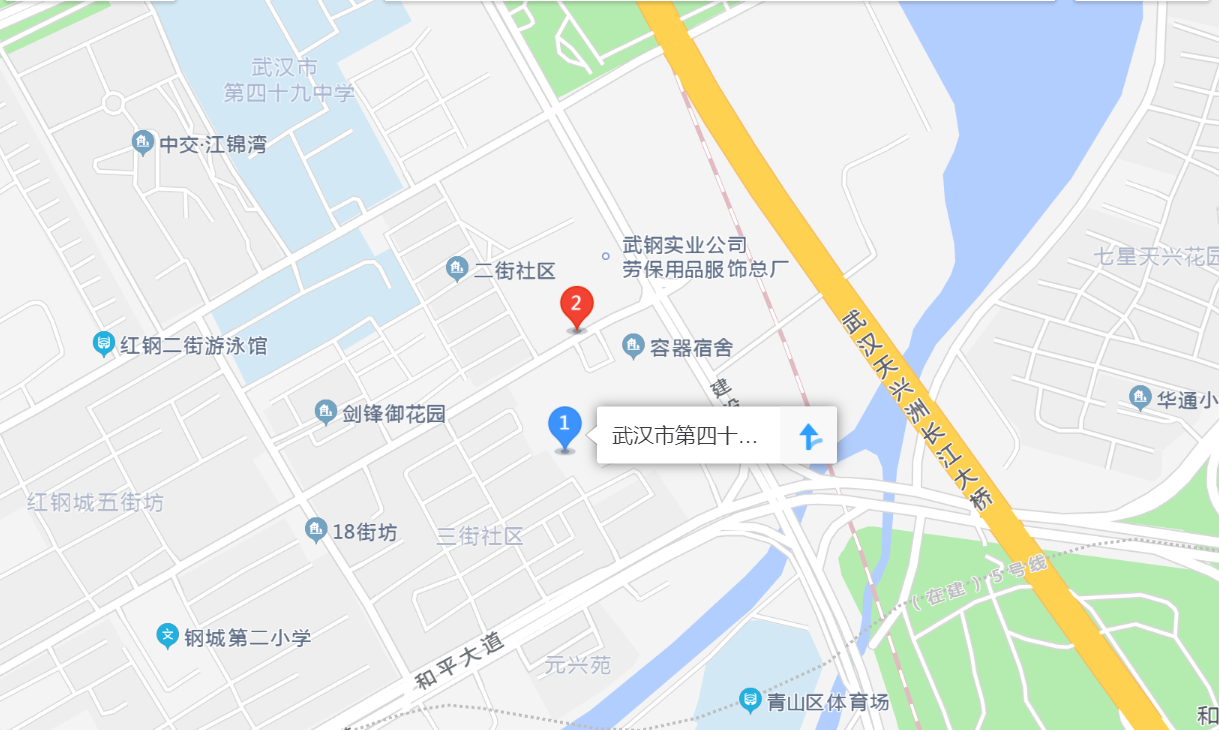 武汉市
第四十九中学
中交·江锦湾
武钢实业公司
劳保用品服饰总厂
二街社区
七星天兴花园
2
红钢二街游泳馆
容器宿舍
武汉天兴洲长江大桥
建设
华通小
剑锋御花园
1
武汉市第四十...
红钢城五街坊
18街坊
三街社区
(在建) 5号线
文
钢城第二小学
和平大道
元兴苑
青山区体育场
和